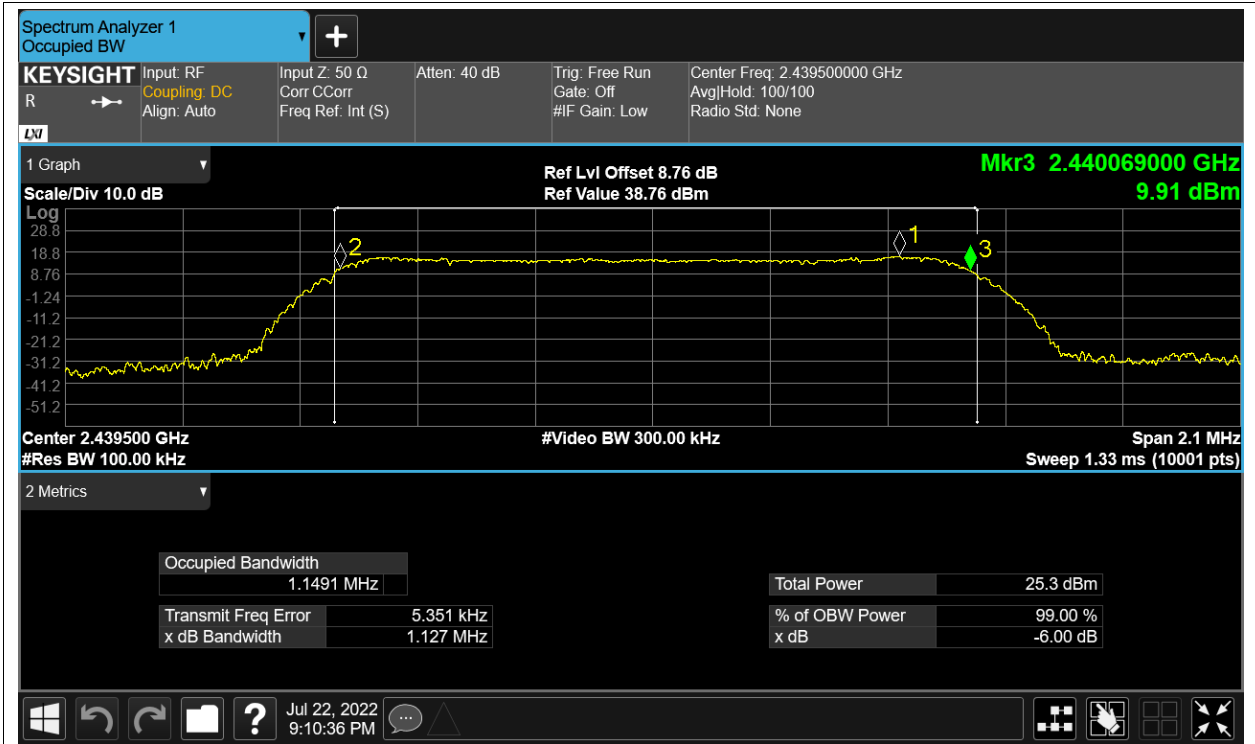 Spectrum Analyzer 1
Occupied BW
KEYSIGHT Input: RF Input Z: 50 Ω Atten: 40 dB Trig: Free Run Center Freq: 2.439500000 GHz
R Coupling: DC Corr CCorr Gate: Off Avg|Hold: 100/100
Align: Auto Freq Ref: Int (S) #IF Gain: Low Radio Std: None
LXI
1 Graph Ref Lvl Offset 8.76 dB Mkr3 2.440069000 GHz
Scale/Div 10.0 dB Ref Value 38.76 dBm 9.91 dBm
Log
28.8
18.8
8.76
-1.24
-11.2
-21.2
-31.2
-41.2
-51.2
2
1
3
Center 2.439500 GHz #Video BW 300.00 kHz Span 2.1 MHz
#Res BW 100.00 kHz Sweep 1.33 ms (10001 pts)
2 Metrics
Occupied Bandwidth
1.1491 MHz Total Power 25.3 dBm
Transmit Freq Error 5.351 kHz % of OBW Power 99.00 %
x dB Bandwidth 1.127 MHz x dB -6.00 dB
? Jul 22, 2022
9:10:36 PM